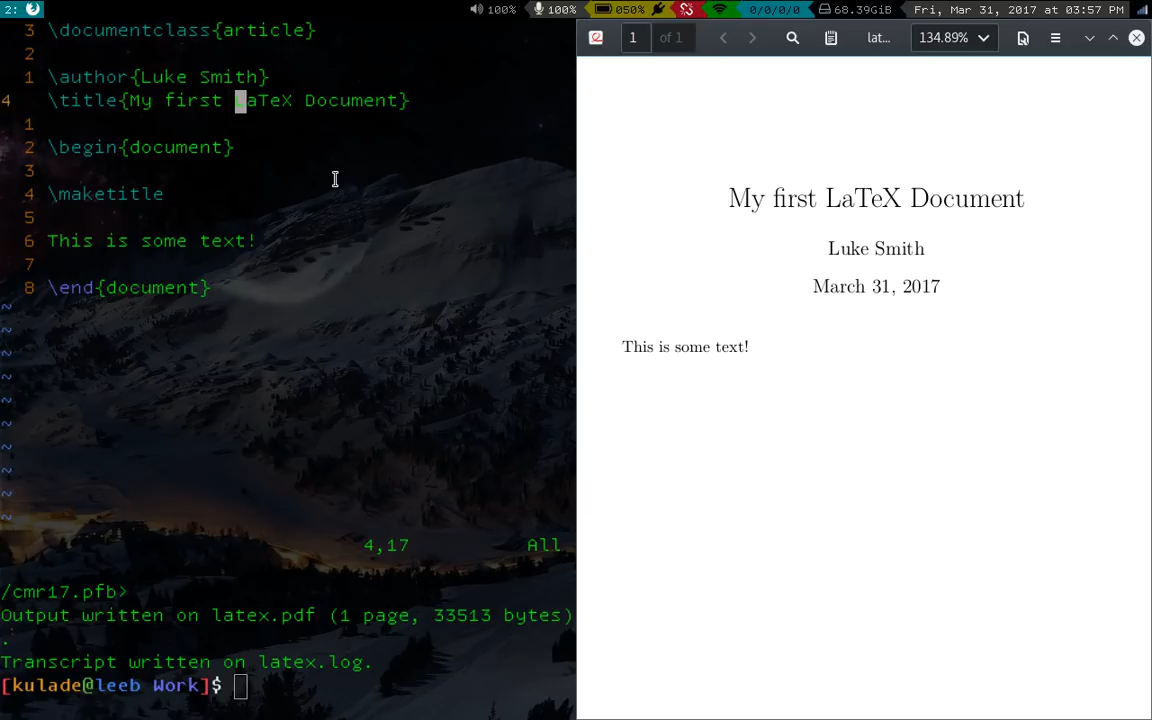 2:
100%
100%
050%
0/0/0/0
68.39GiB
Fri, Mar 31, 2017 at 03:57 PM
3 \documentclass{article}
2
1 \author{Luke Smith}
4 \title{My first LaTeX Document}
1
2 \begin{document}
3
4 \maketitle
5
6 This is some text!
7
8 \end{document}
~
~
~
~
~
~
~
~
~
~
4,17 All
/cmr17.pfb>
Output written on latex.pdf (1 page, 33513 bytes)
.
Transcript written on latex.log.
[kulade@leeb Work]$
1 of 1
lat...
134.89%
My first LaTeX Document
Luke Smith
March 31, 2017
This is some text!